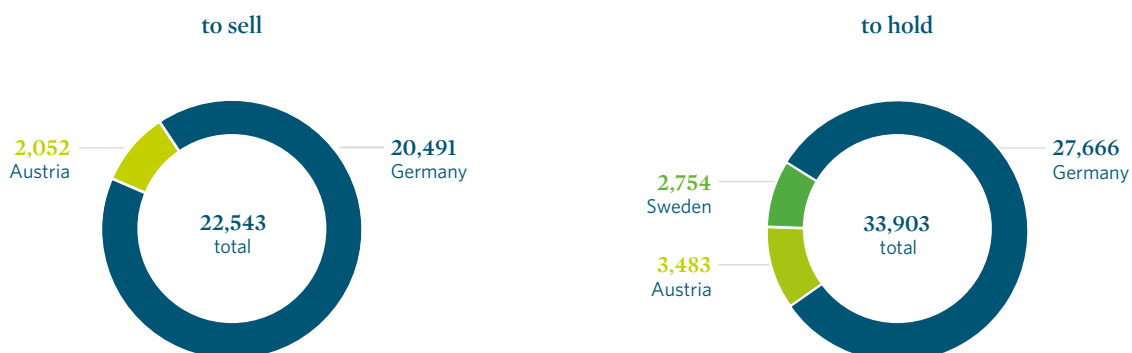 to sell
2,052
Austria
20,491
Germany
22,543
total
to hold
27,666
Germany
2,754
Sweden
33,903
total
3,483
Austria